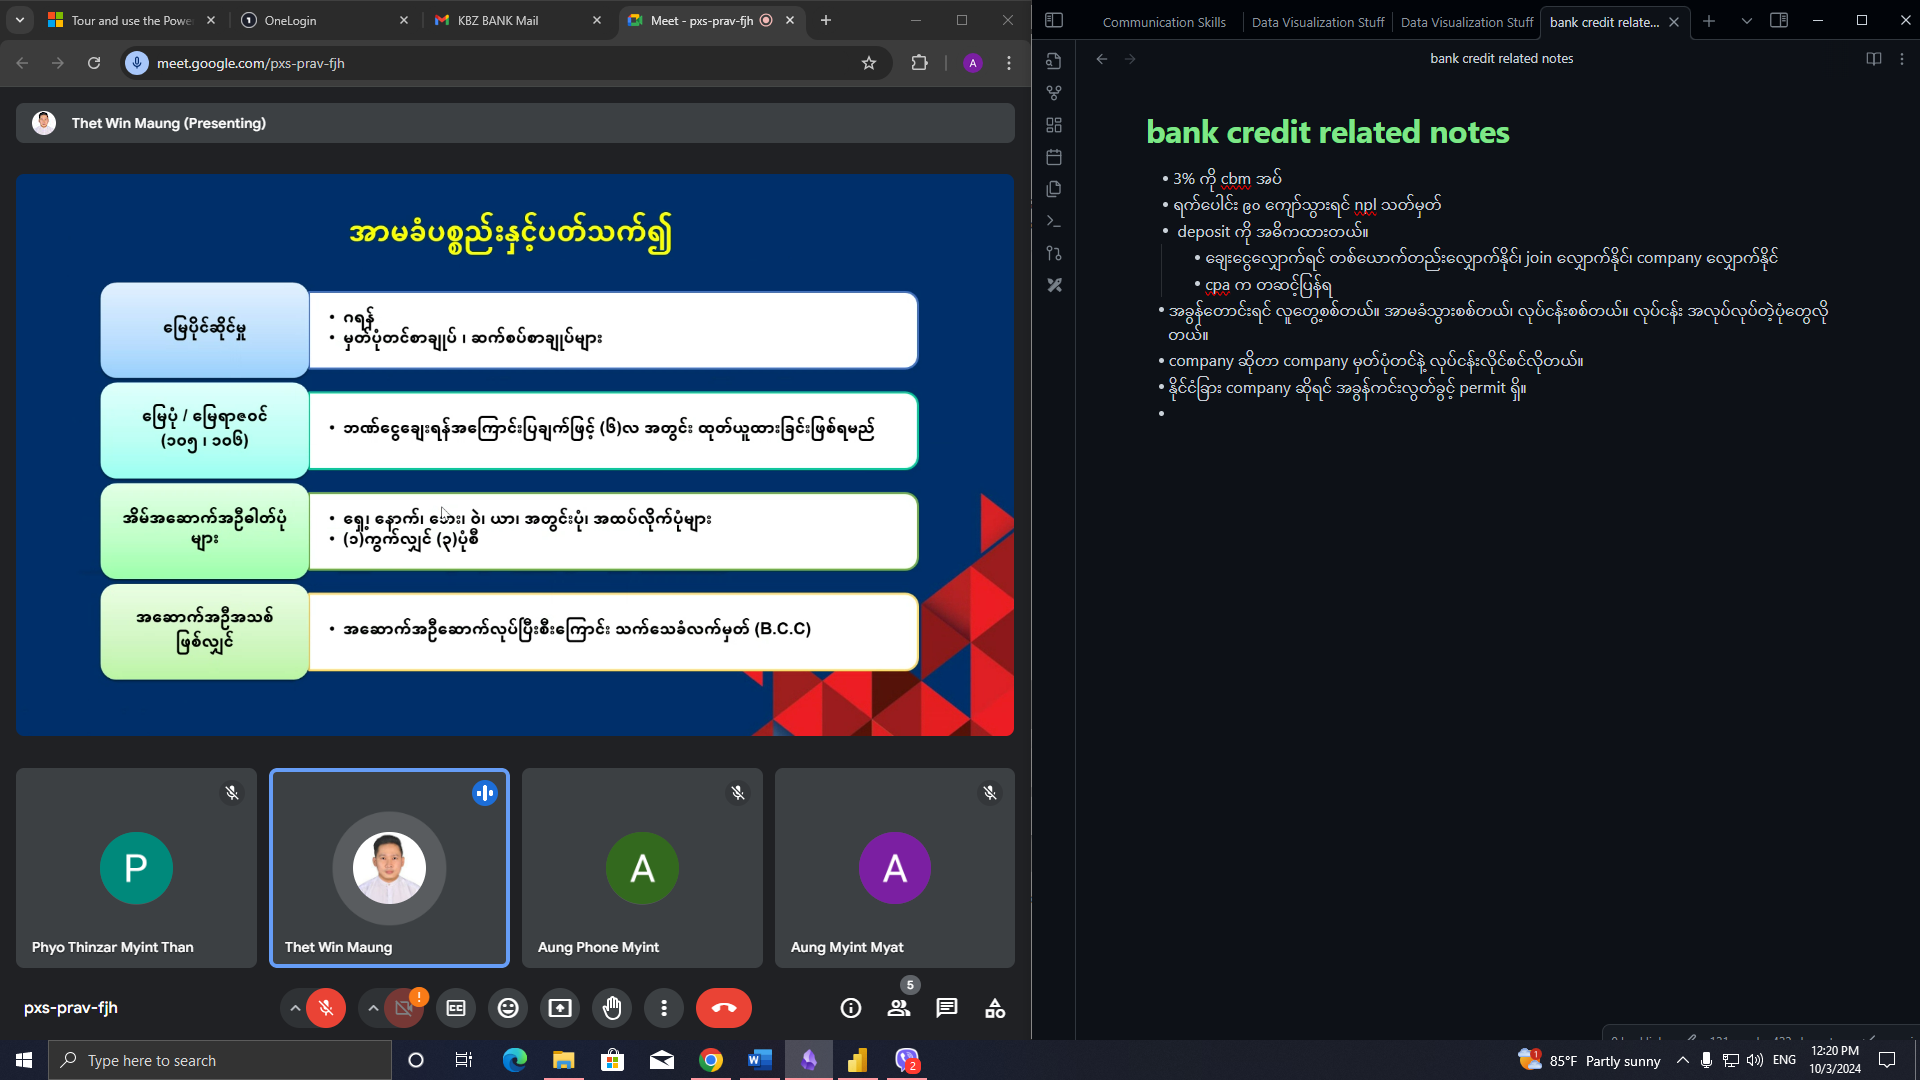 Tour and use the Powe
OneLogin
KBZ BANK Mail
Meet - pxs-prav-fjh
meet.google.com/pxs-prav-fjh
A
Thet Win Maung (Presenting)
အာမခံပစ္စည်းနှင့်ပတ်သက်၍
မြေပိုင်ဆိုင်မှု
• ဂရန်
• မှတ်ပုံတင်စာချုပ် ၊ ဆက်စပ်စာချုပ်များ
မြေပုံ / မြေရာဇဝင်
(၁၀၅ ၊ ၁၀၆)
• ဘဏ်ငွေချေးရန်အကြောင်းပြချက်ဖြင့် (၆)လ အတွင်း ထုတ်ယူထားခြင်းဖြစ်ရမည်
အိမ်အဆောက်အဦဓါတ်ပုံ
များ
• ရှေ့၊ နောက်၊ ဘေး၊ ဝဲ၊ ယာ၊ အတွင်းပုံ၊ အထပ်လိုက်ပုံများ
• (၁)ကွက်လျှင် (၃)ပုံစီ
အဆောက်အဦအသစ်
ဖြစ်လျှင်
• အဆောက်အဦဆောက်လုပ်ပြီးစီးကြောင်း သက်သေခံလက်မှတ် (B.C.C)
P
A
A
Phyo Thinzar Myint Than
Thet Win Maung
Aung Phone Myint
Aung Myint Myat
pxs-prav-fjh
5
Communication Skills
Data Visualization Stuff
Data Visualization Stuff
bank credit relate...
bank credit related notes
bank credit related notes
• 3% ကို cbm အပ်
• ရက်ပေါင်း ၉၀ ကျော်သွားရင် npl သတ်မှတ်
• deposit ကို အဓိကထားတယ်။
• ချေးငွေလျှောက်ရင် တစ်ယောက်တည်းလျှောက်နိုင်၊ join လျှောက်နိုင်၊ company လျှောက်နိုင်
• cpa က တဆင့်ပြန်ရ
• အခွန်တောင်းရင် လူတွေ့စစ်တယ်။ အာမခံသွားစစ်တယ်၊ လုပ်ငန်းစစ်တယ်။ လုပ်ငန်း အလုပ်လုပ်တဲ့ပုံတွေလို
တယ်။
• company ဆိုတာ company မှတ်ပုံတင်နဲ့ လုပ်ငန်းလိုင်စင်လိုတယ်။
• နိုင်ငံခြား company ဆိုရင် အခွန်ကင်းလွတ်ခွင့် permit ရှိ။
Type here to search
2
1
85°F Partly sunny
ENG
12:20 PM
10/3/2024